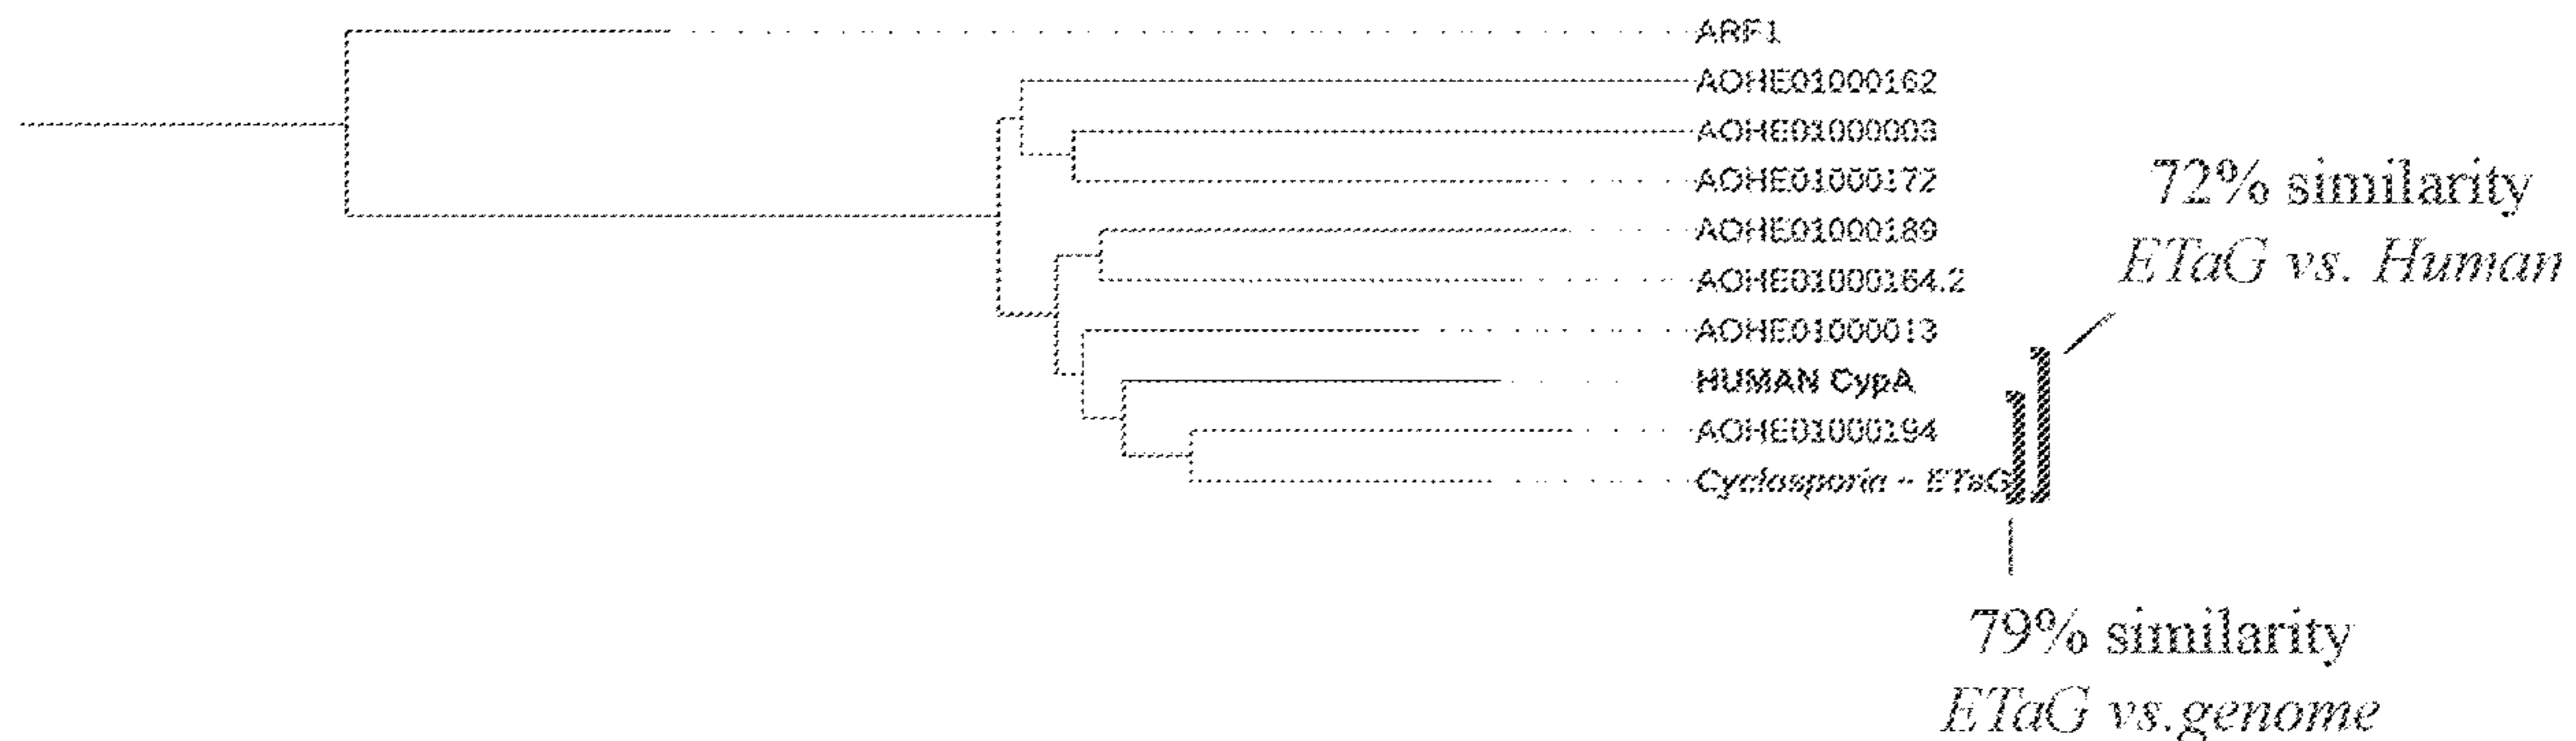 ARF1
AOHE01000162
AOHE01000003
AOHE01000172
72% similarity
AOHE01000189
ETaG vs. Human
AOHE01000164.2
AOHE01000013
HUMAN CypA
AOHE01000194
Cyclosporin - ETaG
79% similarity
ETaG vs.genome